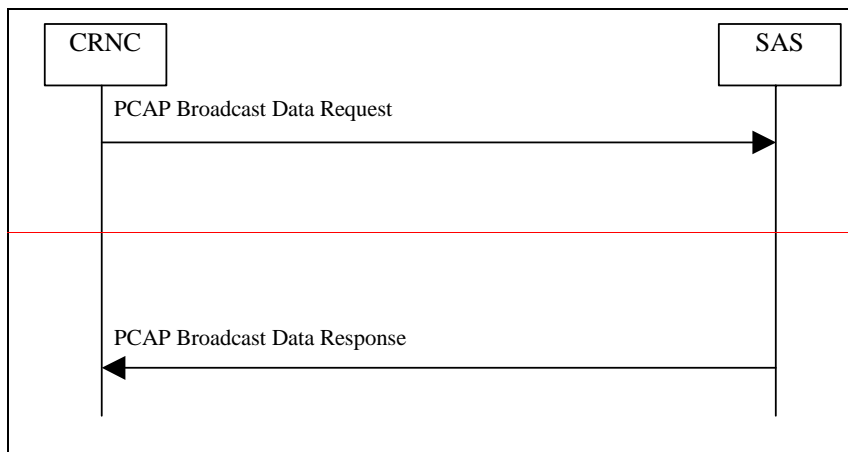 CRNC
SAS
PCAP Broadcast Data Request
PCAP Broadcast Data Response